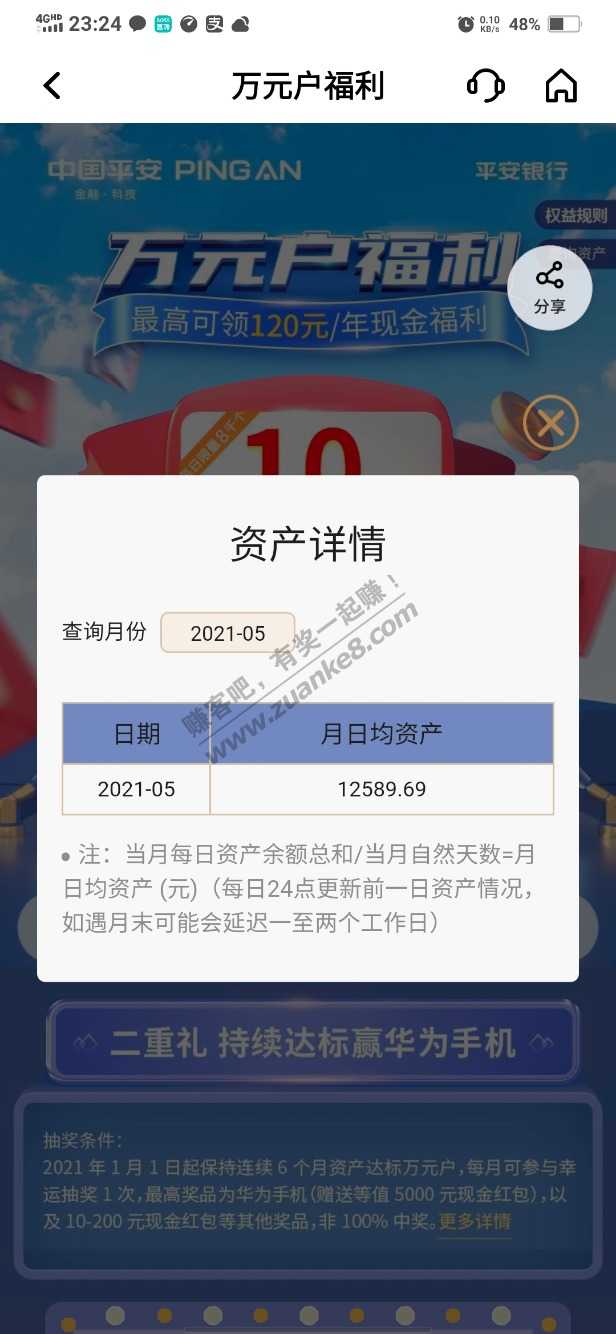 4GHD 23:24 0.10 KB/s 48%
万元户福利
中国平安 PING AN
金融·科技
平安银行
权益规则
均资产
万元户福利
分享
最高可领120元/年现金福利
每日限量8千个
10
资产详情
查询月份 2021-05
赚客吧，有奖一起赚！
www.zuanke8.com
日期 月日均资产
2021-05 12589.69
• 注：当月每日资产余额总和/当月自然天数=月
日均资产 (元)（每日24点更新前一日资产情况，
如遇月末可能会延迟一至两个工作日）
二重礼 持续达标赢华为手机
抽奖条件：
2021 年 1 月 1 日起保持连续 6 个月资产达标万元户，每月可参与幸
运抽奖 1 次，最高奖品为华为手机（赠送等值 5000 元现金红包），以
及 10-200 元现金红包等其他奖品，非 100% 中奖。更多详情